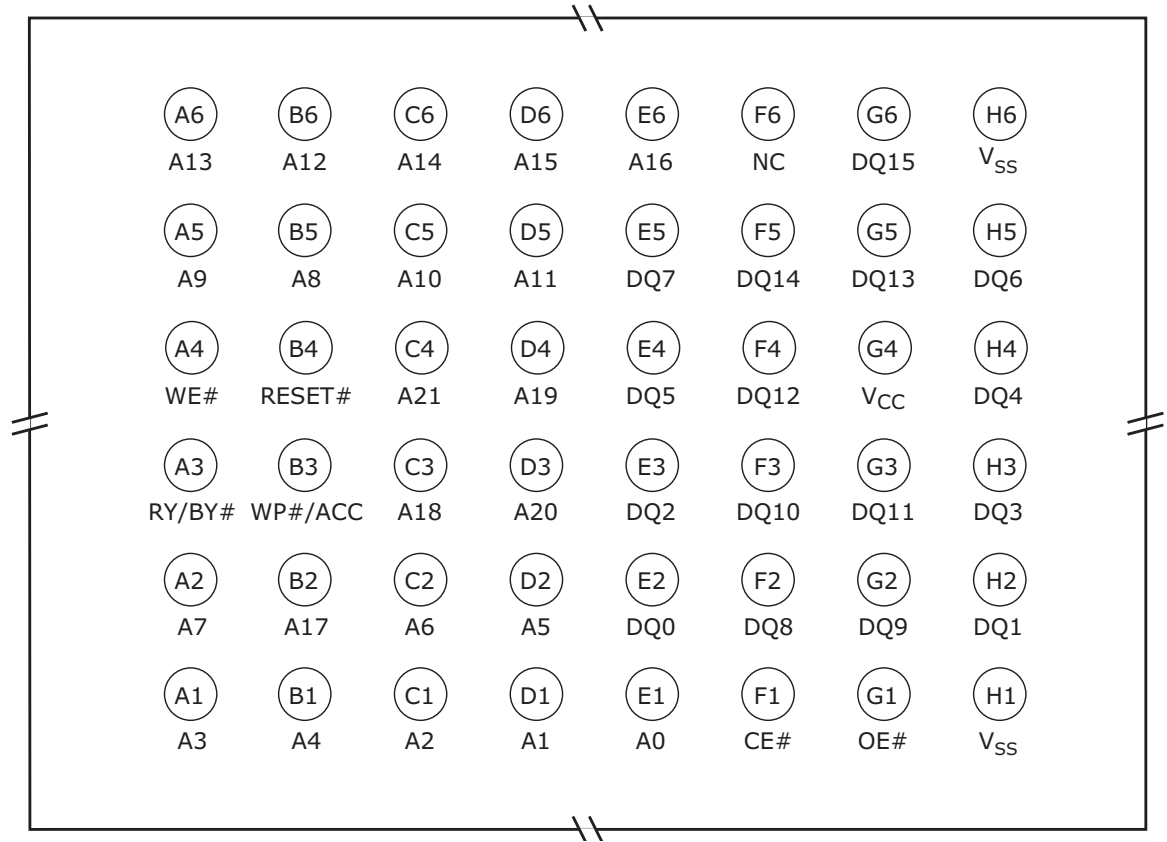 A6 B6 C6 D6 E6 F6 G6 H6
A13 A12 A14 A15 A16 NC DQ15 VSS
A5 B5 C5 D5 E5 F5 G5 H5
A9 A8 A10 A11 DQ7 DQ14 DQ13 DQ6
A4 B4 C4 D4 E4 F4 G4 H4
WE# RESET# A21 A19 DQ5 DQ12 VCC DQ4
A3 B3 C3 D3 E3 F3 G3 H3
RY/BY# WP#/ACC A18 A20 DQ2 DQ10 DQ11 DQ3
A2 B2 C2 D2 E2 F2 G2 H2
A7 A17 A6 A5 DQ0 DQ8 DQ9 DQ1
A1 B1 C1 D1 E1 F1 G1 H1
A3 A4 A2 A1 A0 CE# OE# VSS